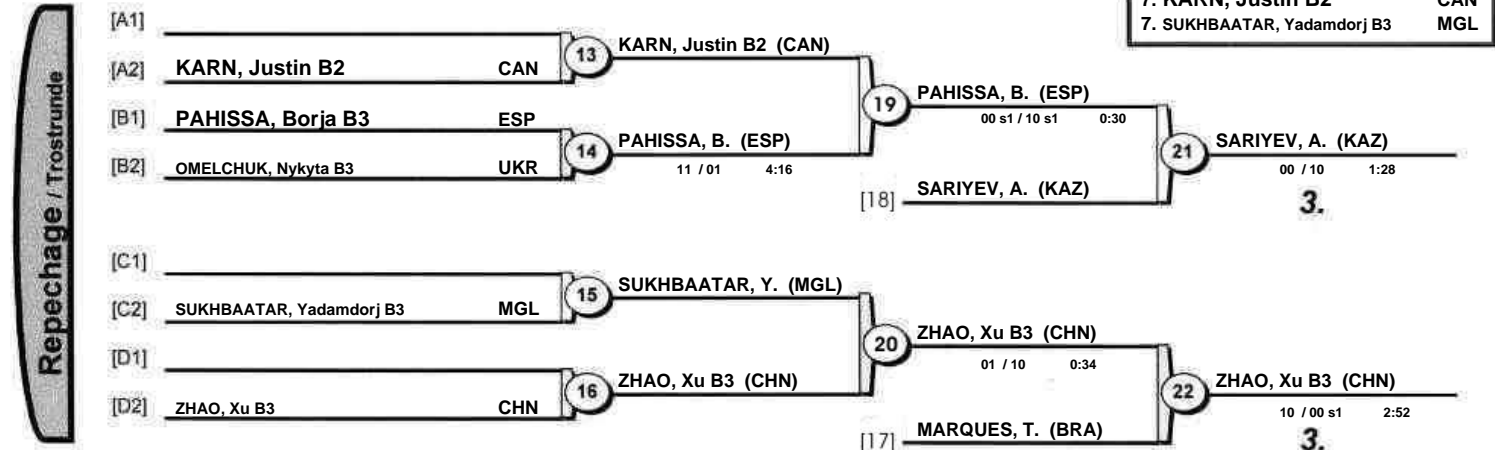 7. KARN, Justin B2 CAN
7. SUKHBAATAR, Yadamdorj B3 MGL
Repechage / Trostrunde
[A1]
[A2] KARN, Justin B2 CAN
13 KARN, Justin B2 (CAN)
[B1] PAHISSA, Borja B3 ESP
[B2] OMELCHUK, Nykyta B3 UKR
14 PAHISSA, B. (ESP)
11 / 01 4:16
19 PAHISSA, B. (ESP)
00 s1 / 10 s1 0:30
[18] SARIYEV, A. (KAZ)
21 SARIYEV, A. (KAZ)
00 / 10 1:28
3.
[C1]
[C2] SUKHBAATAR, Yadamdorj B3 MGL
15 SUKHBAATAR, Y. (MGL)
[D1]
[D2] ZHAO, Xu B3 CHN
16 ZHAO, Xu B3 (CHN)
20 ZHAO, Xu B3 (CHN)
01 / 10 0:34
[17] MARQUES, T. (BRA)
22 ZHAO, Xu B3 (CHN)
10 / 00 s1 2:52
3.